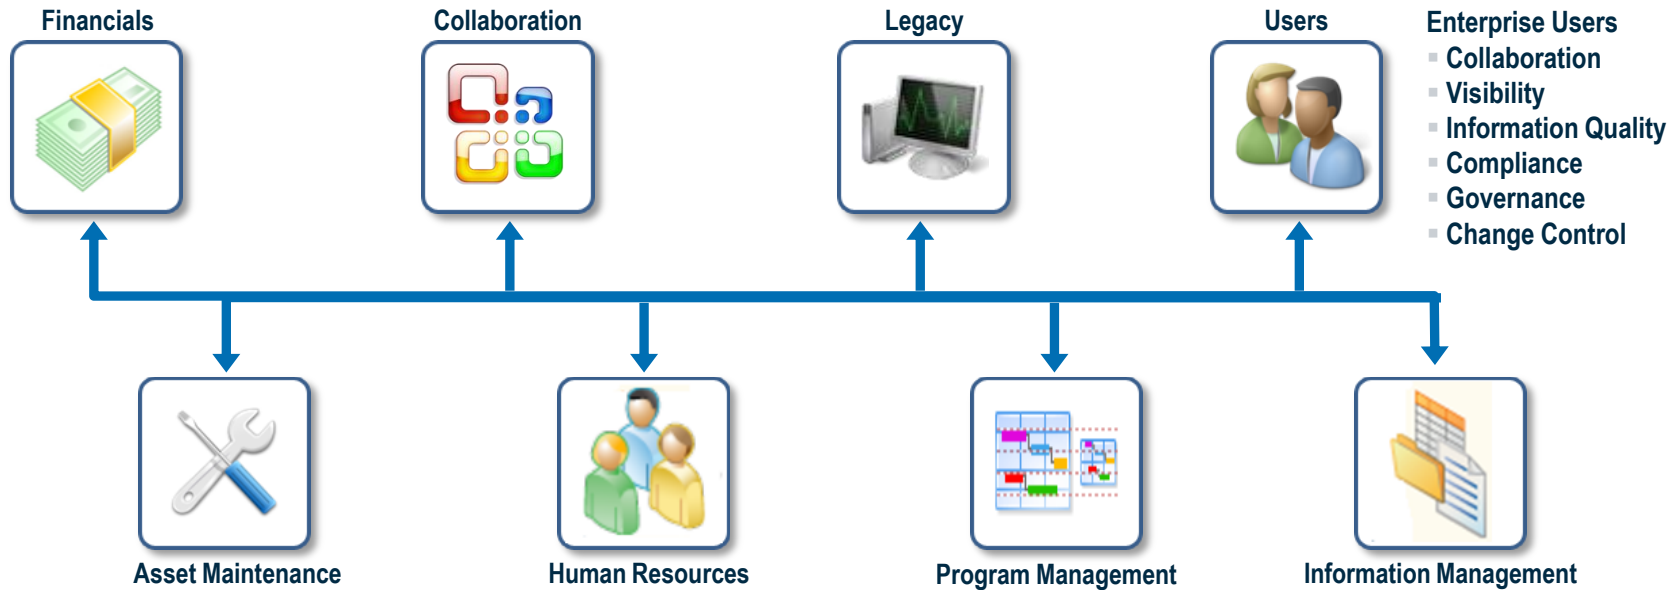 Financials
Collaboration
Legacy
Users
Enterprise Users
Collaboration
Visibility
Information Quality
Compliance
Governance
Change Control
Asset Maintenance
Human Resources
Program Management
Information Management